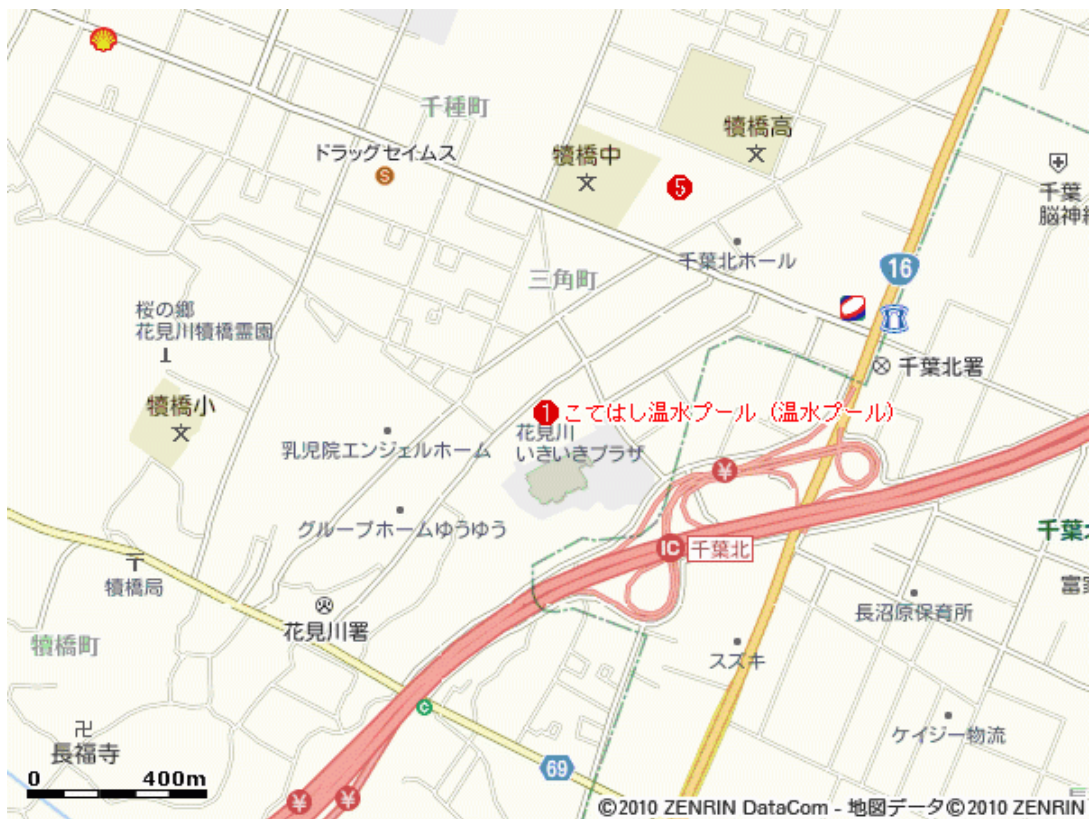 千種町
ドラッグセイムス
S
犢橋中
犢橋高
5
千葉
三角町
千葉北ホール
16
桜の郷
花見川犢橋霊園
千葉北署
犢橋小
1 こてはし温水プール（温水プール）
花見川
いきいきプラザ
乳児院エンジェルホーム
¥
グループホームゆうゆう
IC 千葉北
犢橋局
花見川署
長沼原保育所
犢橋町
スズキ
C
長福寺
ケイジー物流
69
0 400m
¥ ¥
©2010 ZENRIN DataCom - 地図データ©2010 ZENRIN